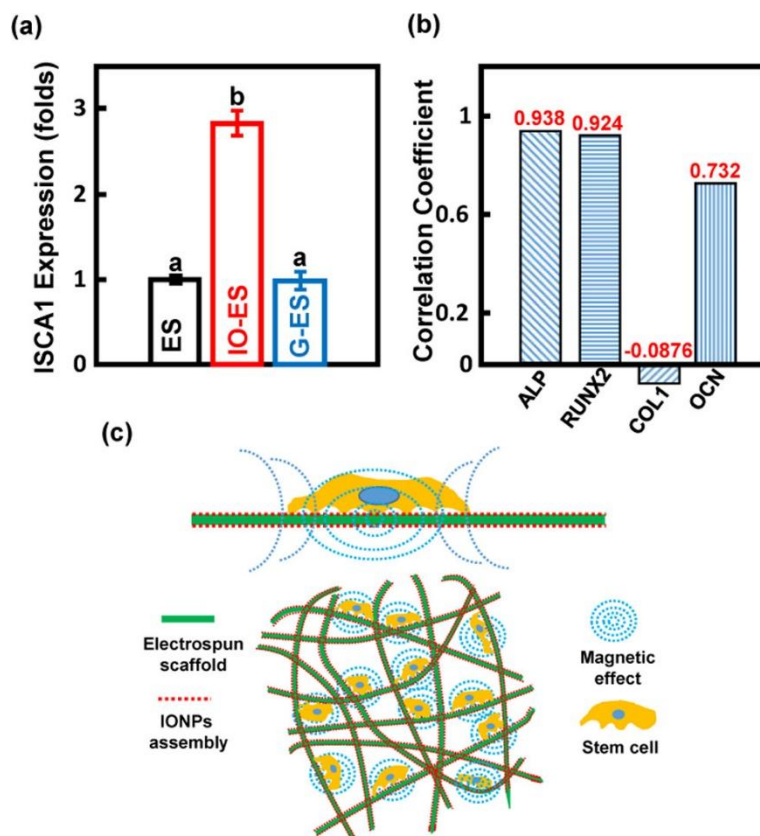 (a)
ISCA1 Expression (folds)
3
2
1
0
a
b
a
ES
IO-ES
G-ES
(b)
Correlation Coefficient
1
0.6
0.2
0
0.938
0.924
-0.0876
0.732
ALP
RUNX2
COL1
OCN
(c)
Electrospun
scaffold
IONPs
assembly
Magnetic
effect
Stem cell